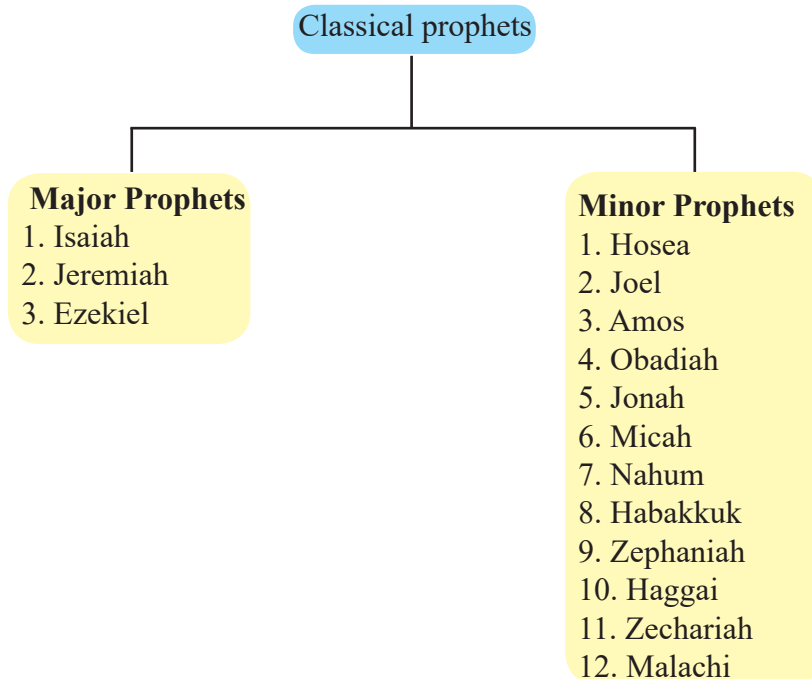 Classical prophets
Major Prophets
1. Isaiah
2. Jeremiah
3. Ezekiel
Minor Prophets
1. Hosea
2. Joel
3. Amos
4. Obadiah
5. Jonah
6. Micah
7. Nahum
8. Habakkuk
9. Zephaniah
10. Haggai
11. Zechariah
12. Malachi